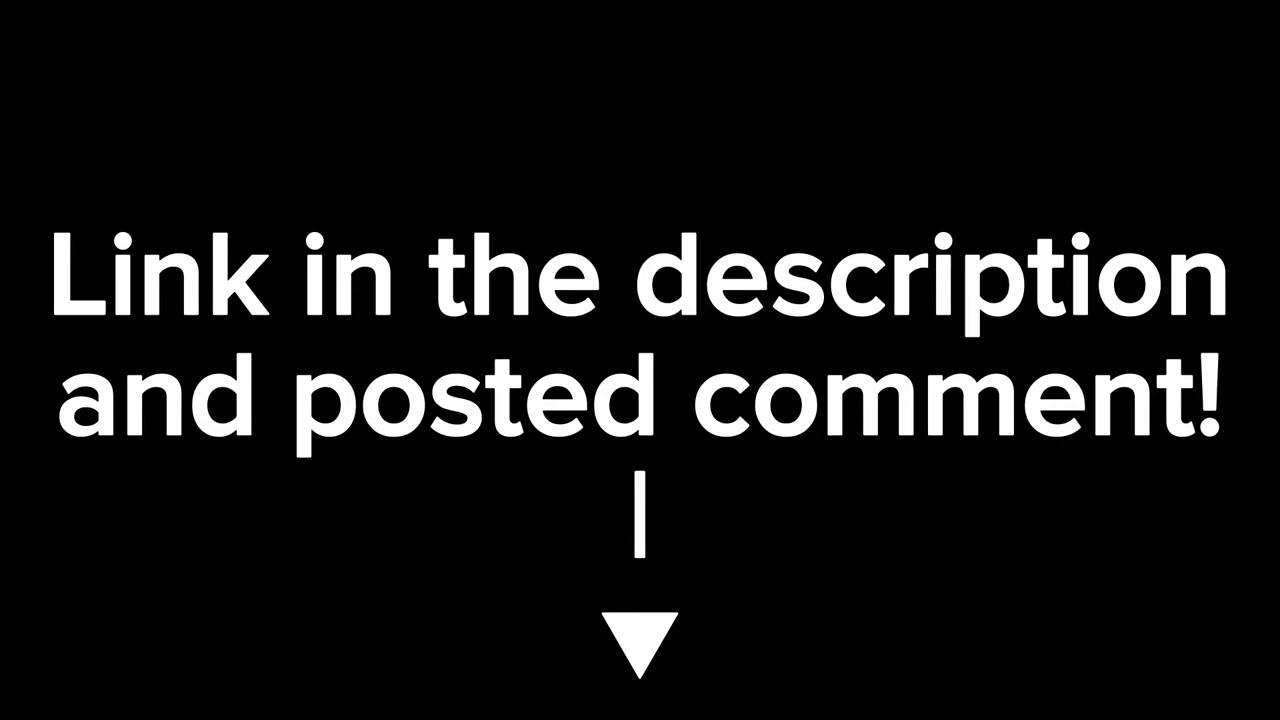 Link in the description
and posted comment!
|
▼